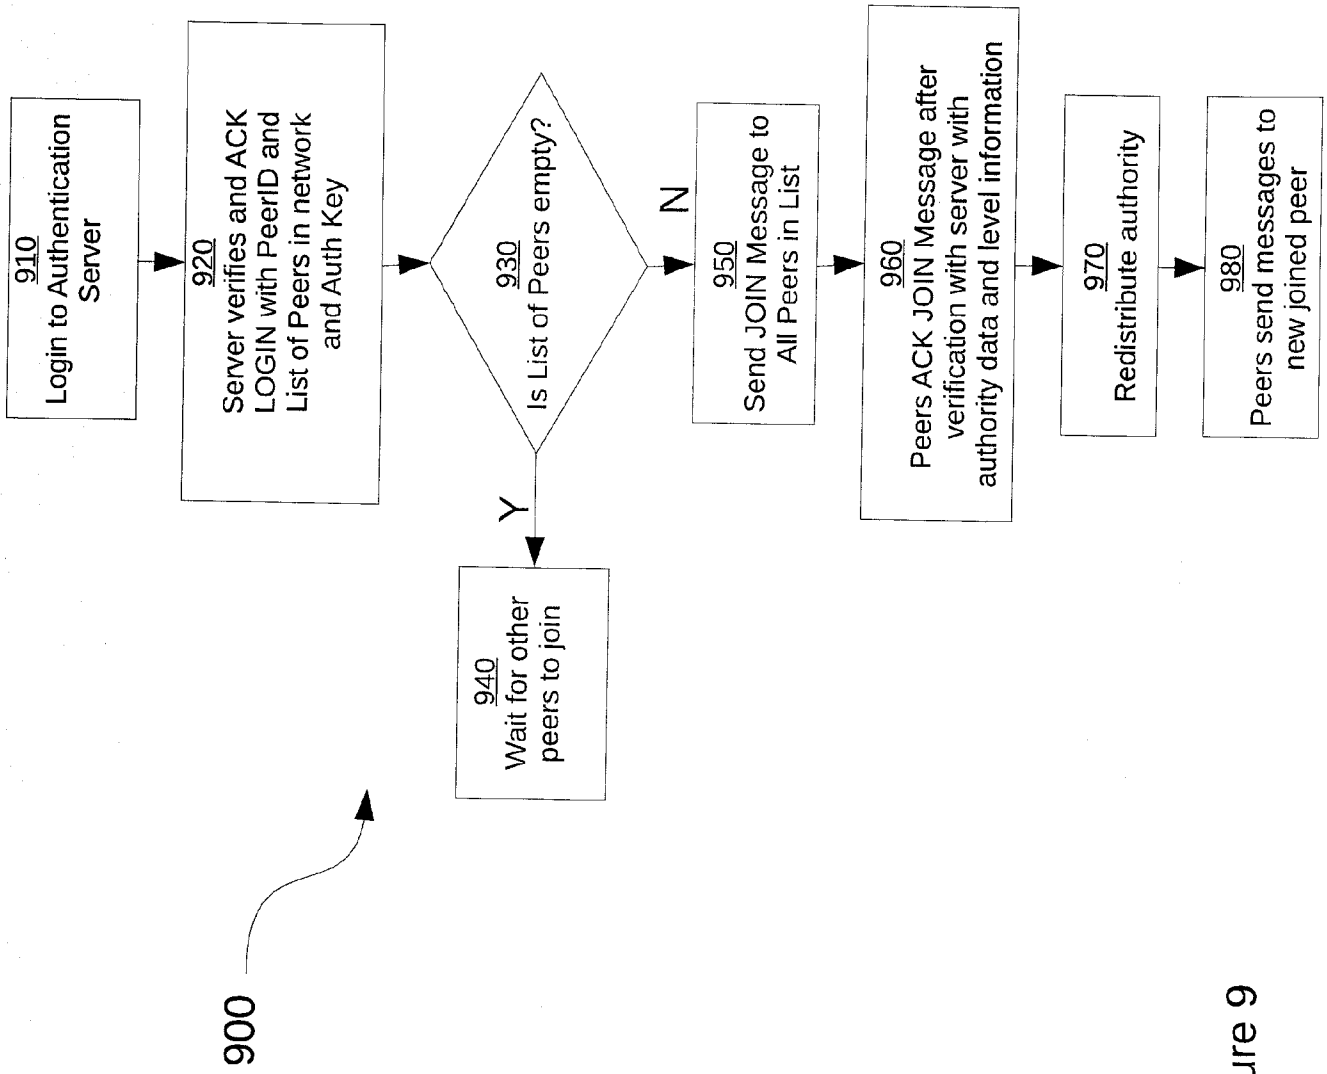 910
Login to Authentication
Server
920
Server verifies and ACK
LOGIN with PeerID and
List of Peers in network
and Auth Key
930
Is List of Peers empty?
Y
N
940
Wait for other
peers to join
950
Send JOIN Message to
All Peers in List
960
Peers ACK JOIN Message after
verification with server with
authority data and level information
970
Redistribute authority
980
Peers send messages to
new joined peer
900
ure 9